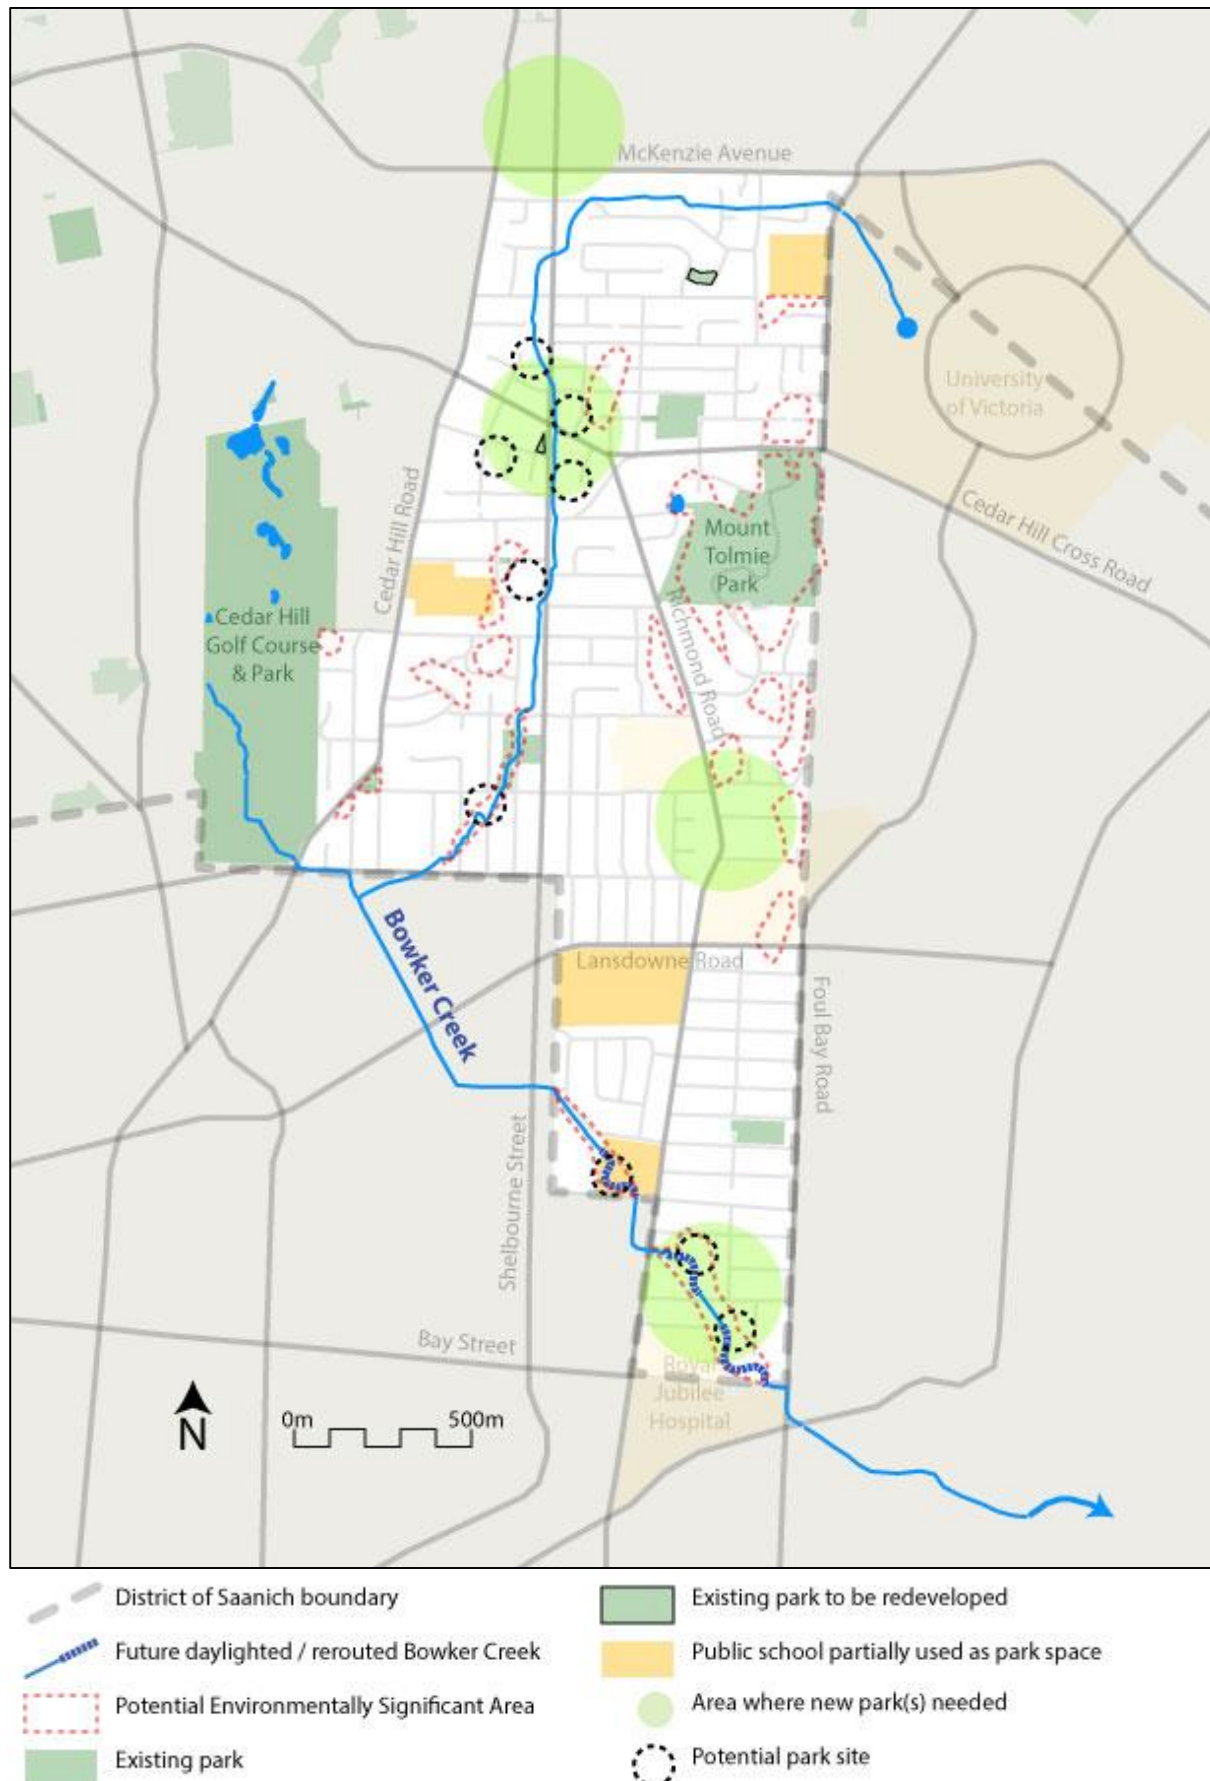 McKenzie Avenue
University
of Victoria
Cedar Hill Cross Road
Cedar Hill Road
Mount
Tolmie
Park
Richmond Road
Cedar Hill
Golf Course
& Park
Bowker Creek
Lansdowne Road
Foul Bay Road
Shelbourne Street
Bay Street
Royal
Jubilee
Hospital
N
0m 500m
District of Saanich boundary
Future daylighted / rerouted Bowker Creek
Potential Environmentally Significant Area
Existing park
Existing park to be redeveloped
Public school partially used as park space
Area where new park(s) needed
Potential park site